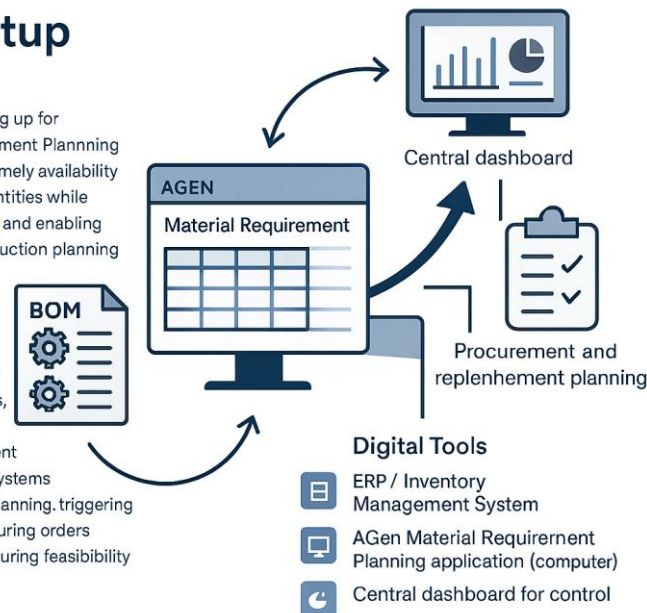 tup
g up for
ment Plannning
mely availability
ntities while
and enabling
uction planning
AGEN
Material Requirement
Central dashboard
BOM
Procurement and
replenhement planning
s,
ent
ystems
anning. triggering
uring orders
uring feasibibility
Digital Tools
ERP / Inventory
Management System
AGen Material Requirernent
Planning application (computer)
Central dashboard for control